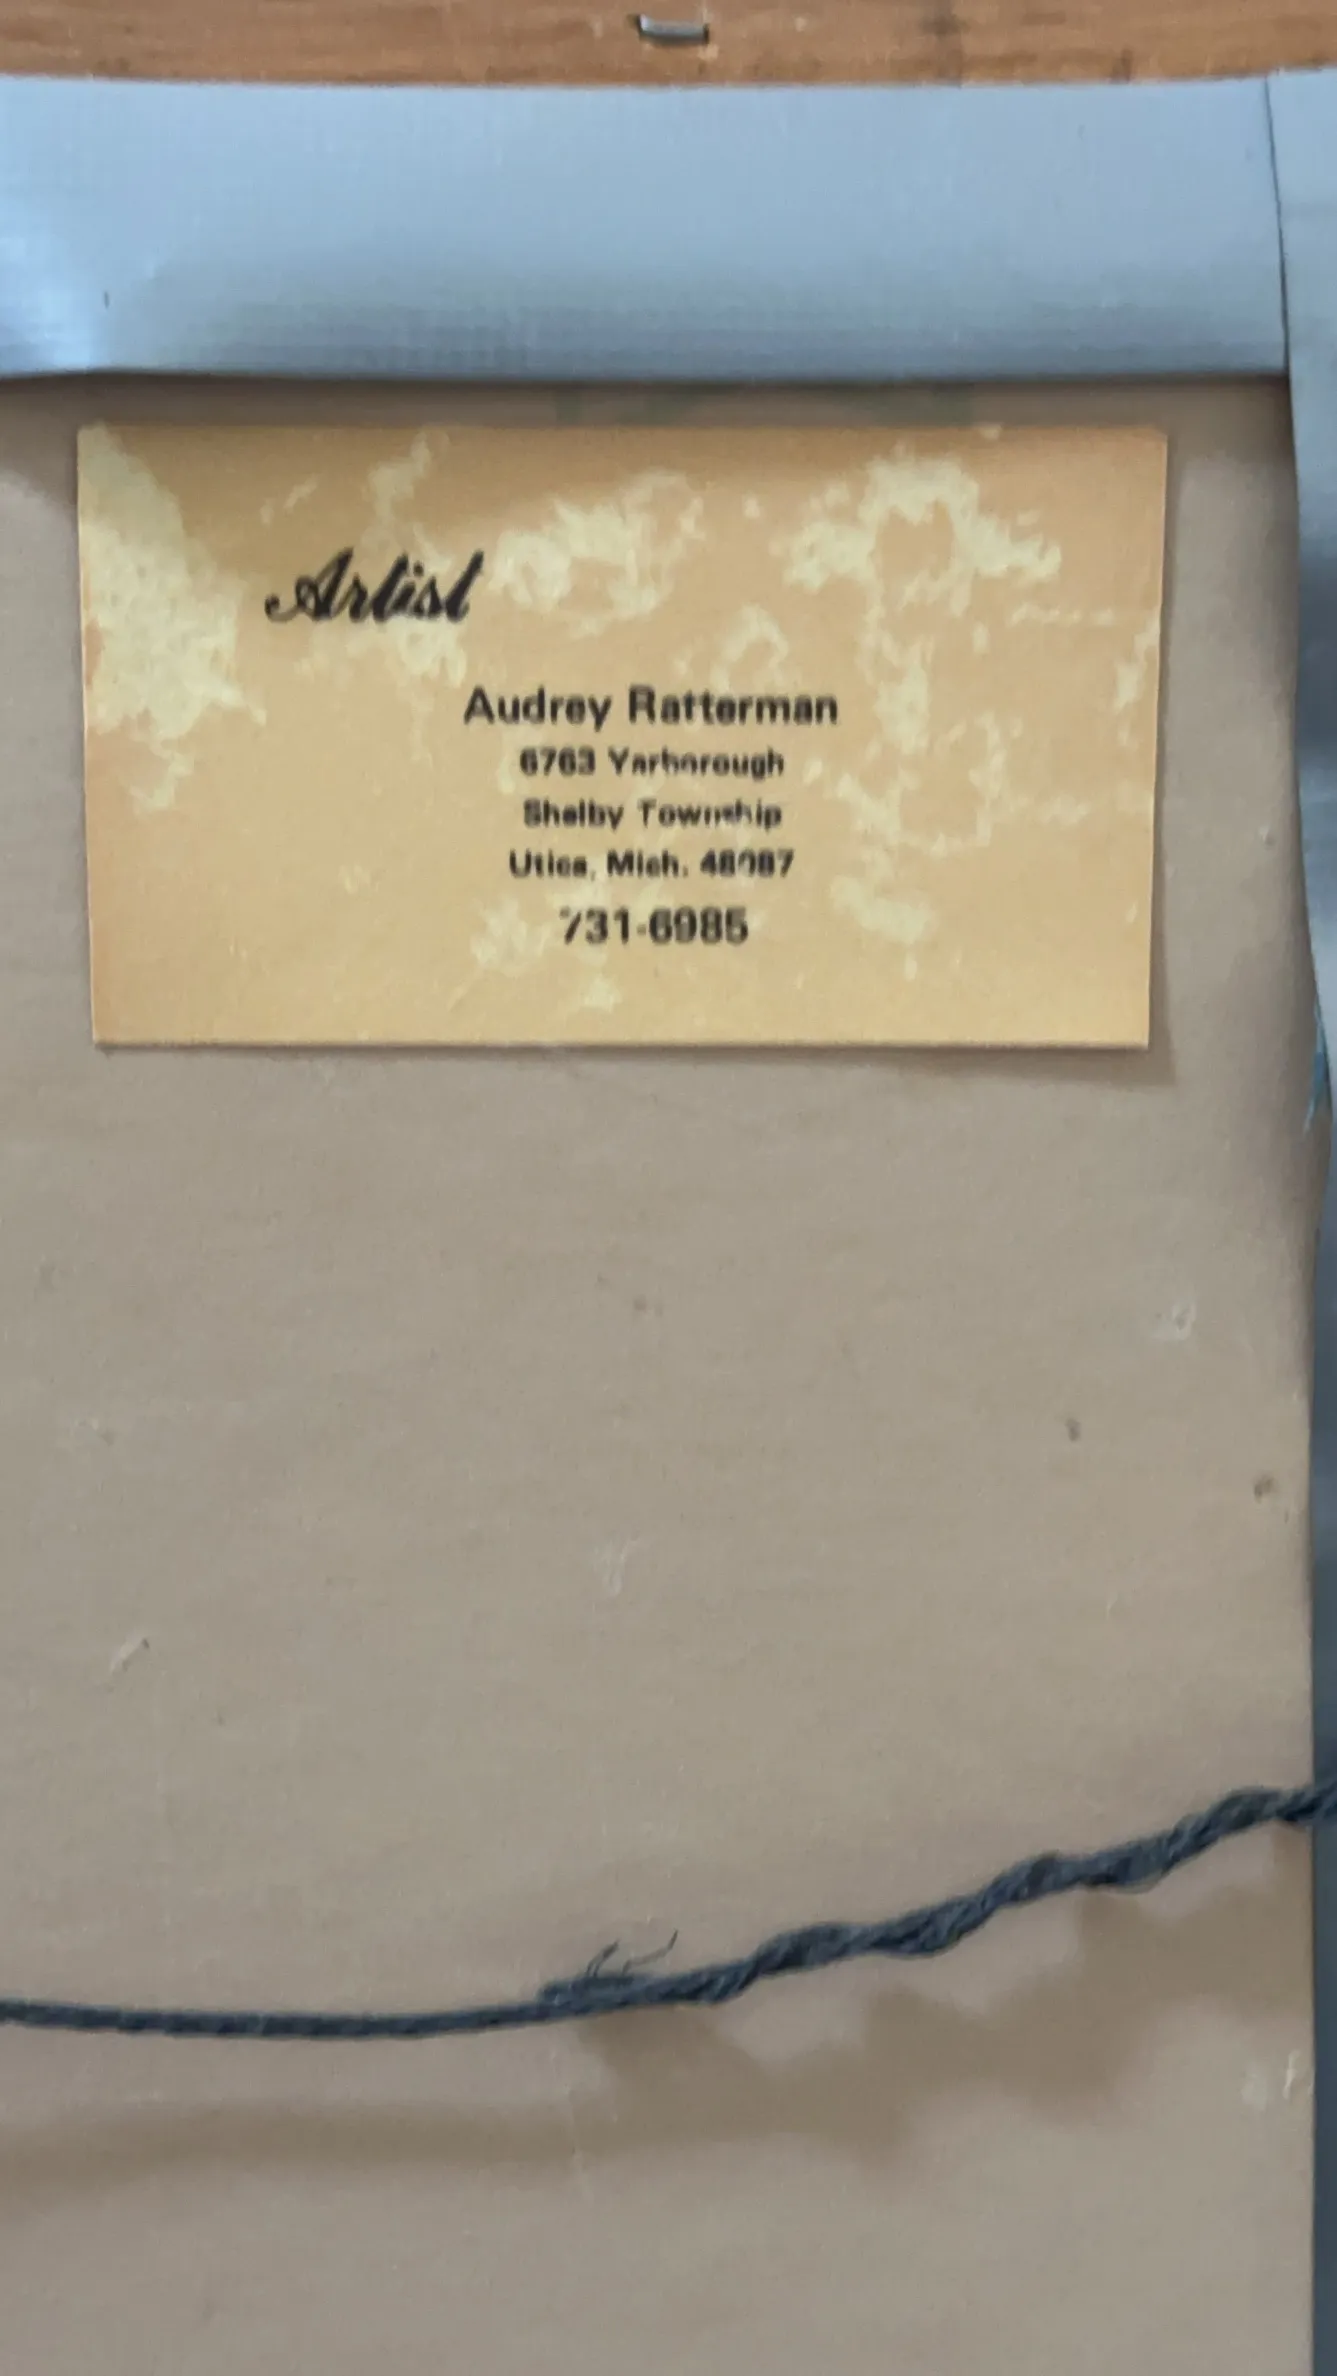 Artist
Audrey Ratterman
6763 Yarborough
Shelby Township
Utica, Mich. 48087
731-6985